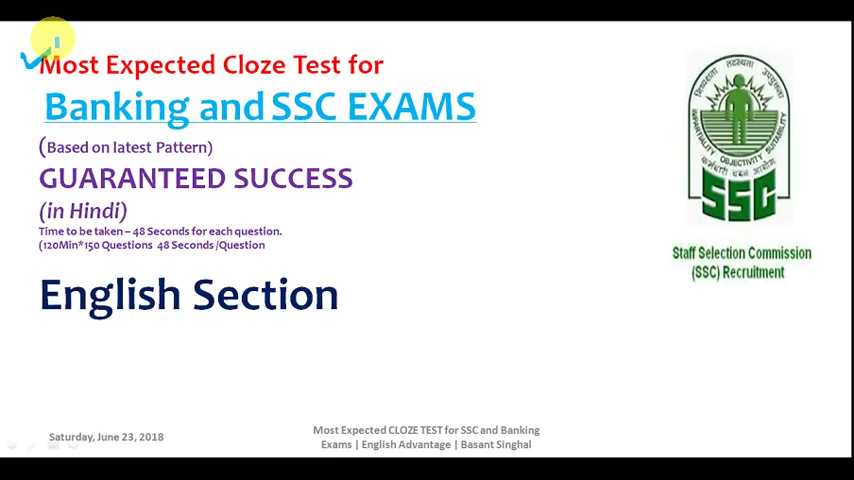 Most Expected Cloze Test for
Banking and SSC EXAMS
(Based on latest Pattern)
GUARANTEED SUCCESS
(in Hindi)
Time to be taken – 48 Seconds for each question.
(120Min*150 Questions 48 Seconds /Question
English Section
IMPARTIALITY OBJECTIVITY INTEGRITY
SSC
Staff Selection Commission
(SSC) Recruitment
Saturday, June 23, 2018
Most Expected CLOZE TEST for SSC and Banking
Exams | English Advantage | Basant Singhal